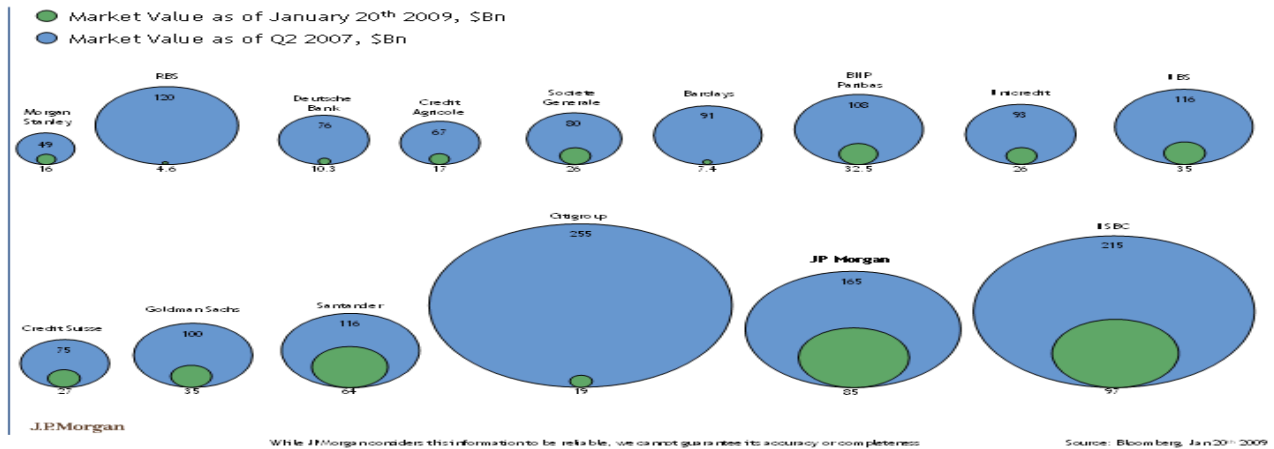 Market Value as of January 20th 2009, $Bn
Market Value as of Q2 2007, $Bn
Morgan
Stanley
49
16
RBS
120
4.6
Deutsche
Bank
76
10.3
Credit
Agricole
67
17
Societe
Generale
80
26
Barclays
91
7.4
BNP
Paribas
108
32.5
Unicredit
93
26
UBS
116
35
Credit Suisse
75
27
Goldman Sachs
100
35
Santander
116
64
Citigroup
255
19
JP Morgan
165
85
HSBC
215
97
J.P.Morgan
While JPMorgan considers this information to be reliable, we cannot guarantee its accuracy or completeness
Source: Bloomberg, Jan 20th 2009